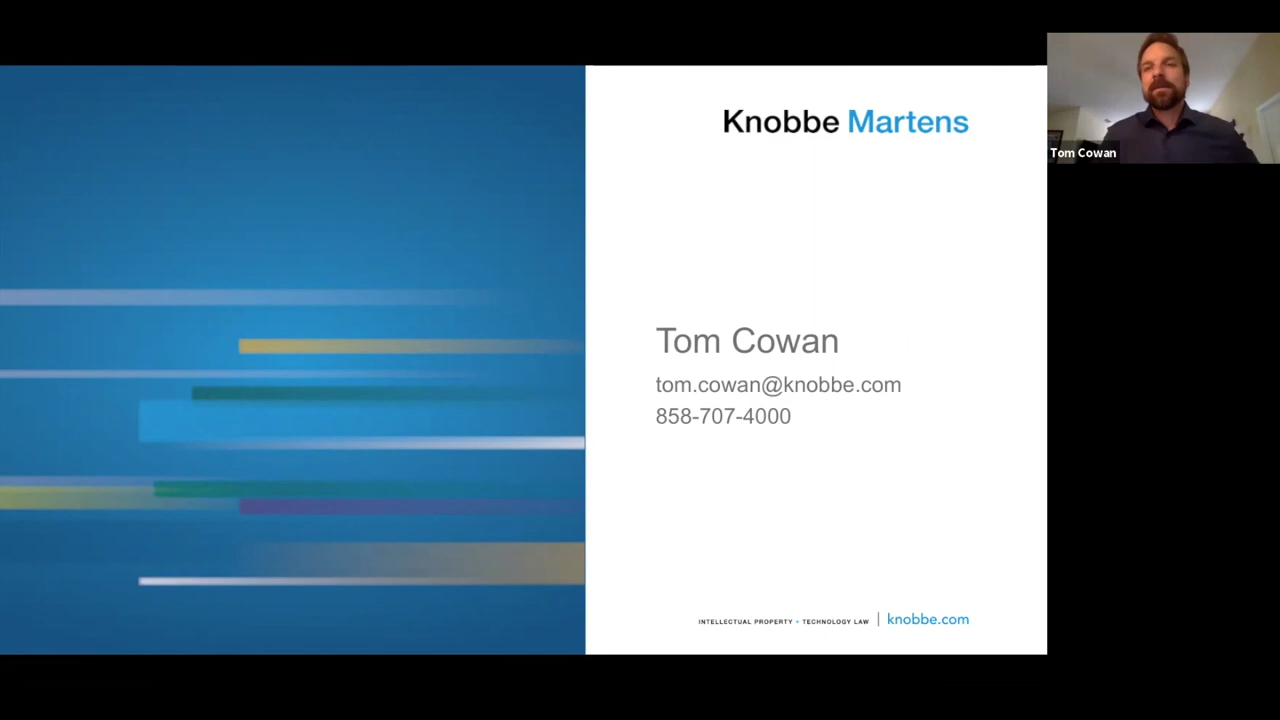 Knobbe Martens
Tom Cowan
Tom Cowan
tom.cowan@knobbe.com
858-707-4000
INTELLECTUAL PROPERTY + TECHNOLOGY LAW | knobbe.com